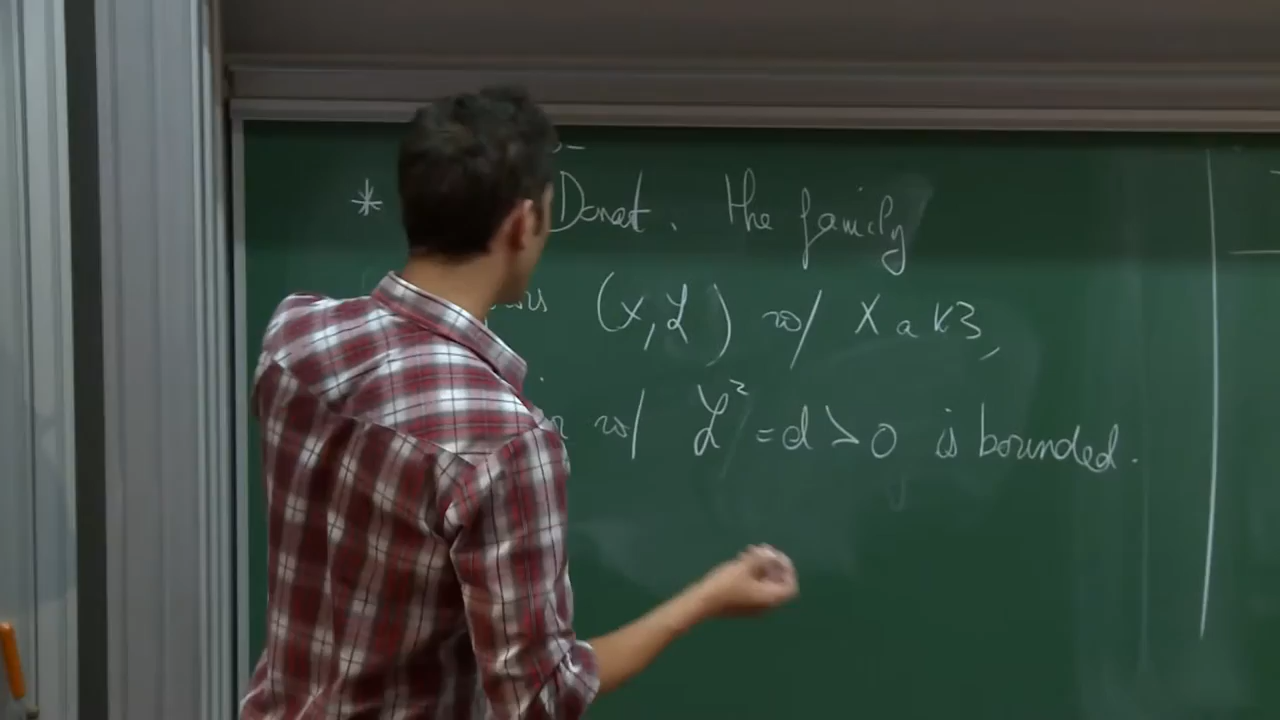 * Donat. The family
(X, ℒ) w/ X a K3,
w/ ℒ² = d > 0 is bounded.